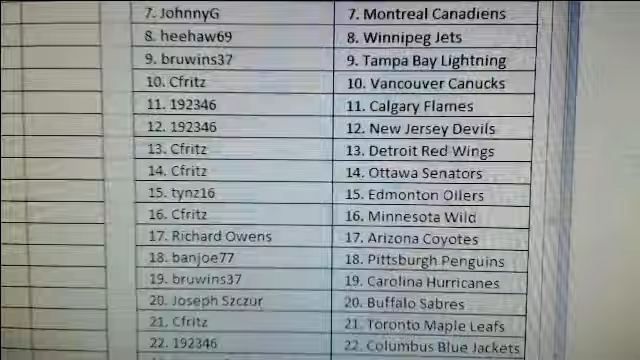 7. JohnnyG 7. Montreal Canadiens
8. heehaw69 8. Winnipeg Jets
9. bruwins37 9. Tampa Bay Lightning
10. Cfritz 10. Vancouver Canucks
11. 192346 11. Calgary Flames
12. 192346 12. New Jersey Devils
13. Cfritz 13. Detroit Red Wings
14. Cfritz 14. Ottawa Senators
15. tynz16 15. Edmonton Oilers
16. Cfritz 16. Minnesota Wild
17. Richard Owens 17. Arizona Coyotes
18. banjoe77 18. Pittsburgh Penguins
19. bruwins37 19. Carolina Hurricanes
20. Joseph Szczur 20. Buffalo Sabres
21. Cfritz 21. Toronto Maple Leafs
22. 192346 22. Columbus Blue Jackets